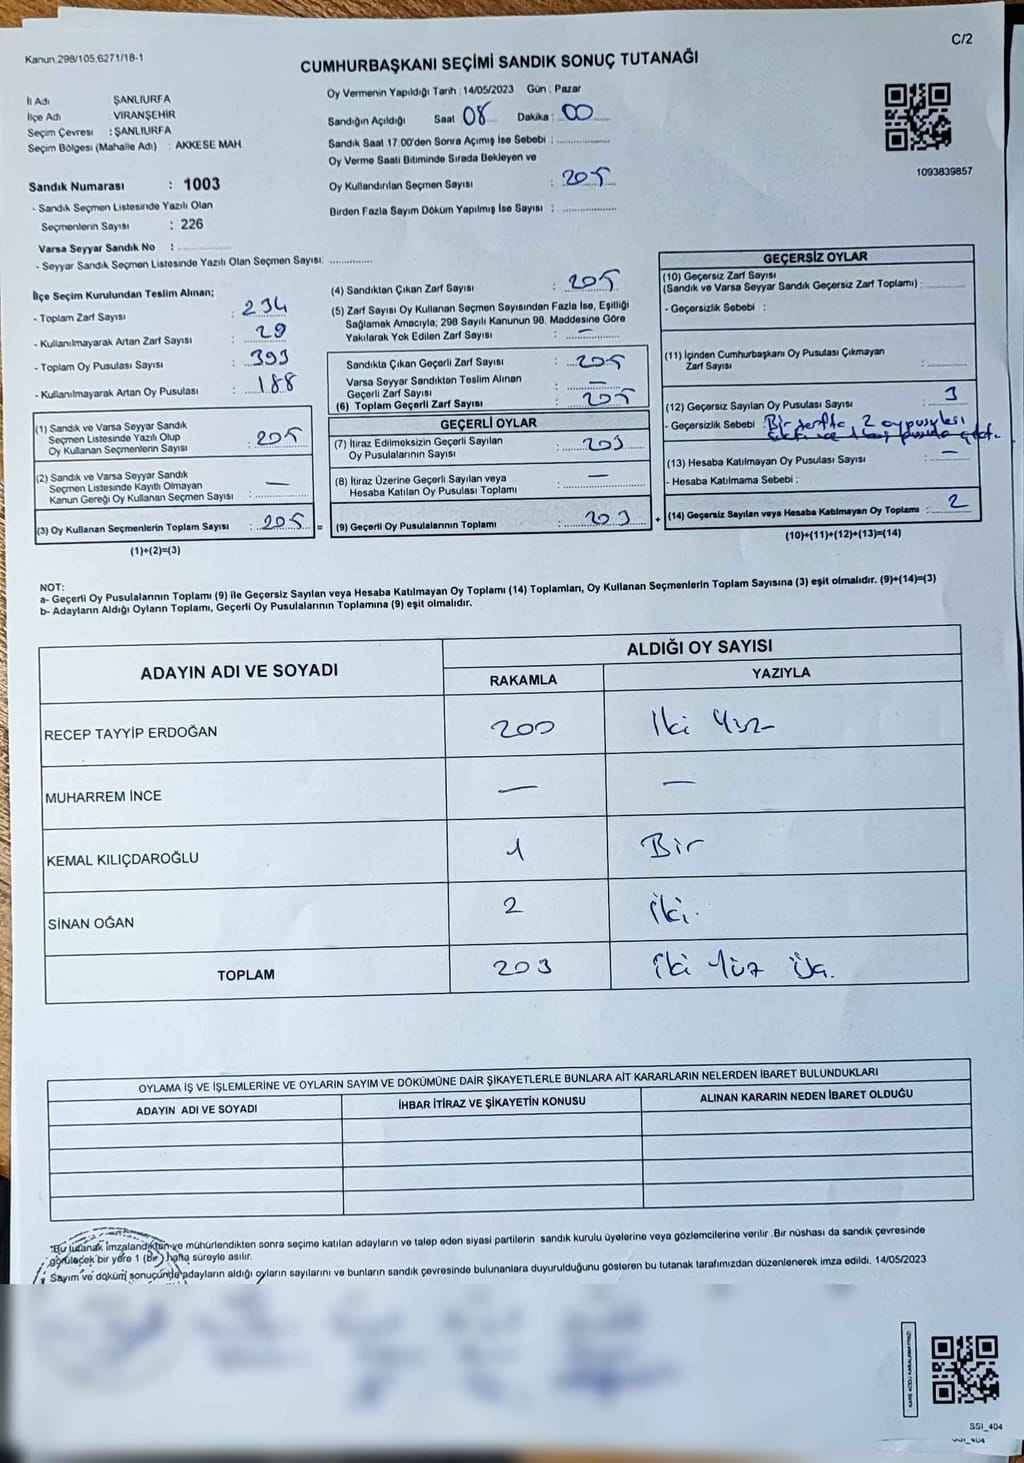 C/2
Kanun.298/105,6271/18-1
CUMHURBAŞKANI SEÇİMİ SANDIK SONUÇ TUTANAĞI
İl Adı ŞANLIURFA
İlçe Adı VİRANŞEHİR
Seçim Çevresi : ŞANLIURFA
Seçim Bölgesi (Mahalle Adı) : AKKESE MAH.
Sandık Numarası : 1003
- Sandık Seçmen Listesinde Yazılı Olan
Seçmenlerin Sayısı : 226
Varsa Seyyar Sandık No :
- Seyyar Sandık Seçmen Listesinde Yazılı Olan Seçmen Sayısı:
Oy Vermenin Yapıldığı Tarih : 14/05/2023 Gün : Pazar
Sandığın Açıldığı Saat 08 Dakika : 00
Sandık Saat 17.00'den Sonra Açımış İse Sebebi :
Oy Verme Saati Bitiminde Sırada Bekleyen ve
Oy Kullandırılan Seçmen Sayısı : 205
Birden Fazla Sayım Döküm Yapılmış İse Sayısı :
1093839857
İlçe Seçim Kurulundan Teslim Alınan;
- Toplam Zarf Sayısı : 234
- Kullanılmayarak Artan Zarf Sayısı : 29
- Toplam Oy Pusulası Sayısı : 393
- Kullanılmayarak Artan Oy Pusulası : 188
(1) Sandık ve Varsa Seyyar Sandık
Seçmen Listesinde Yazılı Olup
Oy Kullanan Seçmenlerin Sayısı : 205
(2) Sandık ve Varsa Seyyar Sandık
Seçmen Listesinde Kayıtlı Olmayan
Kanun Gereği Oy Kullanan Seçmen Sayısı : —
(3) Oy Kullanan Seçmenlerin Toplam Sayısı : 205 =
(1)+(2)=(3)
(4) Sandıktan Çıkan Zarf Sayısı : 205
(5) Zarf Sayısı Oy Kullanan Seçmen Sayısından Fazla İse, Eşitliği
Sağlamak Amacıyla; 298 Sayılı Kanunun 98. Maddesine Göre
Yakılarak Yok Edilen Zarf Sayısı : —
Sandıkta Çıkan Geçerli Zarf Sayısı : 205
Varsa Seyyar Sandıktan Teslim Alınan
Geçerli Zarf Sayısı : —
(6) Toplam Geçerli Zarf Sayısı : 205
GEÇERLİ OYLAR
(7) İtiraz Edilmeksizin Geçerli Sayılan
Oy Pusulalarının Sayısı : 203
(8) İtiraz Üzerine Geçerli Sayılan veya
Hesaba Katılan Oy Pusulası Toplamı : —
(9) Geçerli Oy Pusulalarının Toplamı : 203 +
GEÇERSİZ OYLAR
(10) Geçersiz Zarf Sayısı
(Sandık ve Varsa Seyyar Sandık Geçersiz Zarf Toplamı) :
- Geçersizlik Sebebi :
(11) İçinden Cumhurbaşkanı Oy Pusulası Çıkmayan
Zarf Sayısı :
(12) Geçersiz Sayılan Oy Pusulası Sayısı : 3
- Geçersizlik Sebebi : Bir zarfta, 2 oy pusulası
(13) Hesaba Katılmayan Oy Pusulası Sayısı : —
- Hesaba Katılmama Sebebi :
(14) Geçersiz Sayılan veya Hesaba Katılmayan Oy Toplamı : 2
(10)+(11)+(12)+(13)=(14)
NOT:
a- Geçerli Oy Pusulalarının Toplamı (9) ile Geçersiz Sayılan veya Hesaba Katılmayan Oy Toplamı (14) Toplamları, Oy Kullanan Seçmenlerin Toplam Sayısına (3) eşit olmalıdır. (9)+(14)=(3)
b- Adayların Aldığı Oyların Toplamı, Geçerli Oy Pusulalarının Toplamına (9) eşit olmalıdır.
ADAYIN ADI VE SOYADI ALDIĞI OY SAYISI
RAKAMLA YAZIYLA
RECEP TAYYİP ERDOĞAN 200 İki Yüz
MUHARREM İNCE — —
KEMAL KILIÇDAROĞLU 1 Bir
SİNAN OĞAN 2 İki.
TOPLAM 203 İki Yüz Üç.
OYLAMA İŞ VE İŞLEMLERİNE VE OYLARIN SAYIM VE DÖKÜMÜNE DAİR ŞİKAYETLERLE BUNLARA AİT KARARLARIN NELERDEN İBARET BULUNDUKLARI
ADAYIN ADI VE SOYADI İHBAR İTİRAZ VE ŞİKAYETİN KONUSU ALINAN KARARIN NEDEN İBARET OLDUĞU
"Bu tutanak imzalandıktan ve mühürlendikten sonra seçime katılan adayların ve talep eden siyasi partilerin sandık kurulu üyelerine veya gözlemcilerine verilir .Bir nüshası da sandık çevresinde
görülecek bir yere 1 (Bir) hafta süreyle asılır.
Sayım ve döküm sonuçunda adayların aldığı oyların sayılarını ve bunların sandık çevresinde bulunanlara duyurulduğunu gösteren bu tutanak tarafımızdan düzenlenerek imza edildi. 14/05/2023
SSI_404